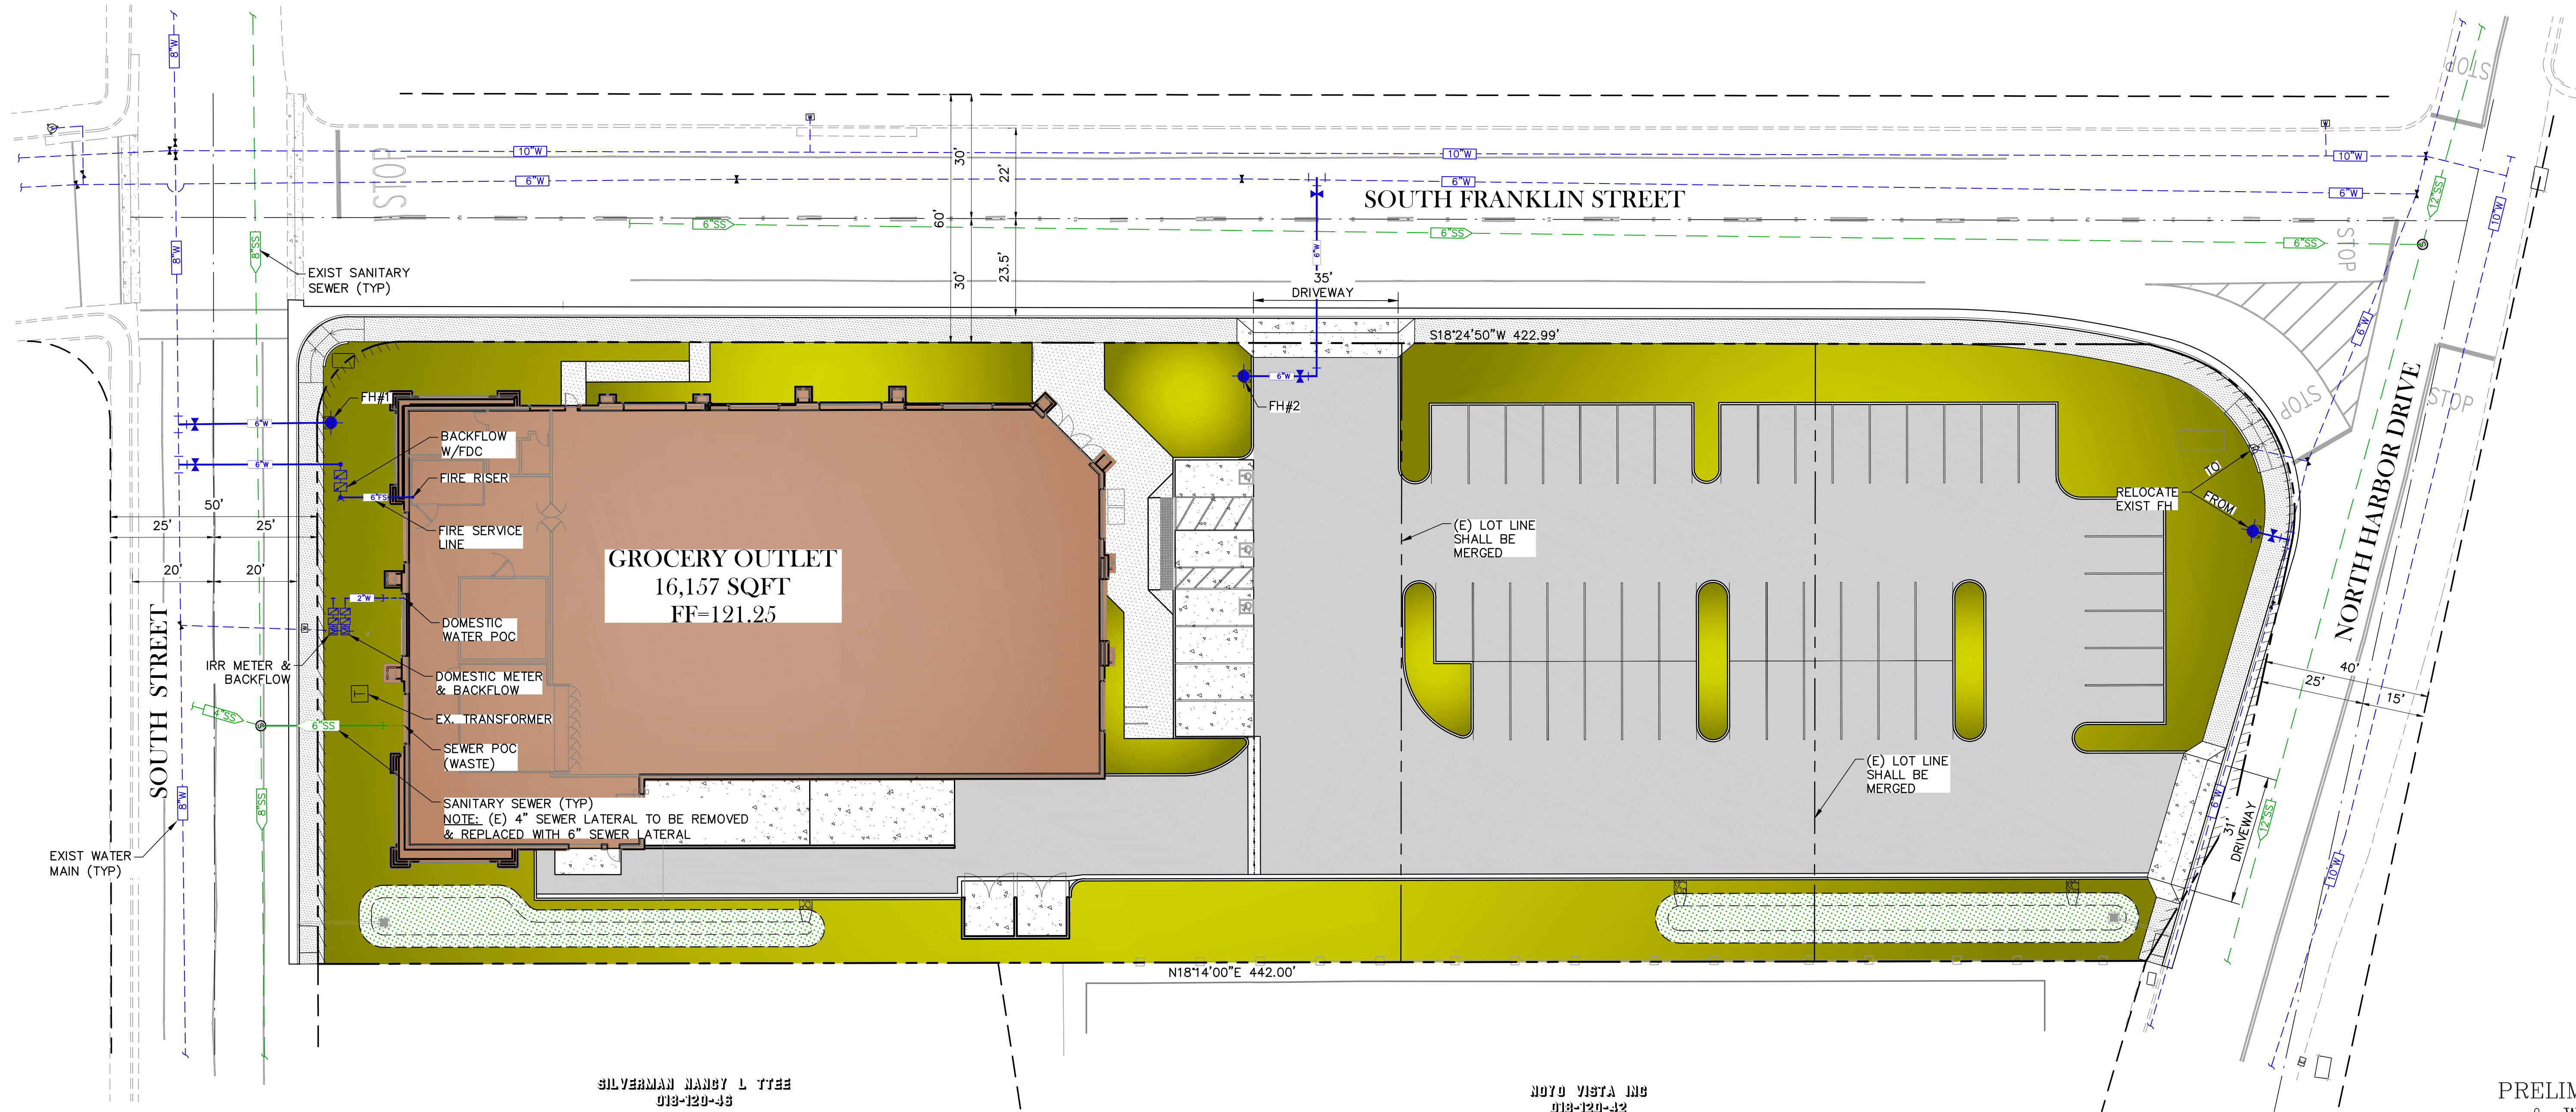 8"W
STOP
10"W
10"W
10"W
6"W
6"W
6"W
30'
22'
60'
SOUTH FRANKLIN STREET
STOP
12"SS
10"W
6"SS
6"SS
6"SS
8"W
8"SS
EXIST SANITARY
SEWER (TYP)
6"W
STOP
30'
23.5'
35'
DRIVEWAY
S18°24'50"W 422.99'
6"W
6"W
FH#1
FH#2
6"W
STOP
STOP
NORTH HARBOR DRIVE
6"W
BACKFLOW
W/FDC
FIRE RISER
6"FS
FIRE SERVICE
LINE
TO
RELOCATE
EXIST FH
FROM
50'
25'
25'
20'
20'
(E) LOT LINE
SHALL BE
MERGED
GROCERY OUTLET
16,157 SQFT
FF=121.25
2"W
DOMESTIC
WATER POC
IRR METER &
BACKFLOW
DOMESTIC METER
& BACKFLOW
40'
25'
15'
SOUTH STREET
T
EX. TRANSFORMER
4"SS
6"SS
SEWER POC
(WASTE)
(E) LOT LINE
SHALL BE
MERGED
8"W
8"SS
SANITARY SEWER (TYP)
NOTE: (E) 4" SEWER LATERAL TO BE REMOVED
& REPLACED WITH 6" SEWER LATERAL
6"W
31'
DRIVEWAY
12"SS
10"W
EXIST WATER
MAIN (TYP)
N18°14'00"E 442.00'
SILVERMAN NANCY L TTEE
018-120-46
NOYO VISTA INC
018-120-42
PRELIM